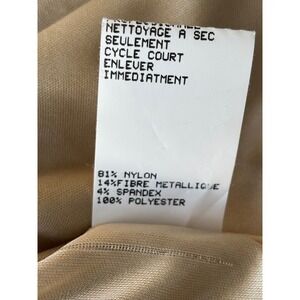 NETTOYAGE A SEC
SEULEMENT
CYCLE COURT
ENLEVER
IMMEDIATMENT
81% NYLON
14%FIBRE METALLIQUE
4% SPANDEX
100% POLYESTER